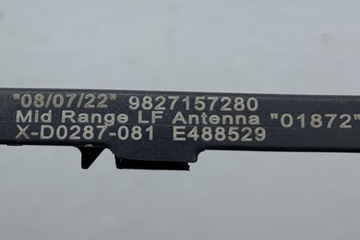 "08/07/22" 9827157280
Mid Range LF Antenna "01872"
X-D0287-081 E488529